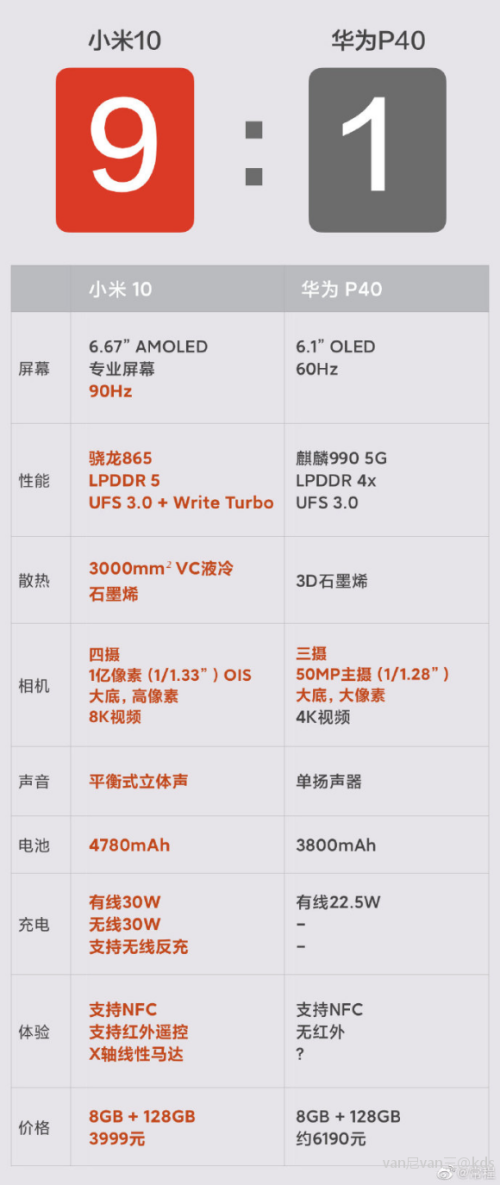 小米10 华为P40
9 : 1
小米 10 华为 P40
屏幕
6.67” AMOLED
专业屏幕
90Hz
6.1” OLED
60Hz
性能
骁龙865
LPDDR 5
UFS 3.0 + Write Turbo
麒麟990 5G
LPDDR 4x
UFS 3.0
散热
3000mm² VC液冷
石墨烯
3D石墨烯
相机
四摄
1亿像素（1/1.33”）OIS
大底，高像素
8K视频
三摄
50MP主摄（1/1.28”）
大底，大像素
4K视频
声音
平衡式立体声
单扬声器
电池
4780mAh
3800mAh
充电
有线30W
无线30W
支持无线反充
有线22.5W
–
–
体验
支持NFC
支持红外遥控
X轴线性马达
支持NFC
无红外
?
价格
8GB + 128GB
3999元
8GB + 128GB
约6190元